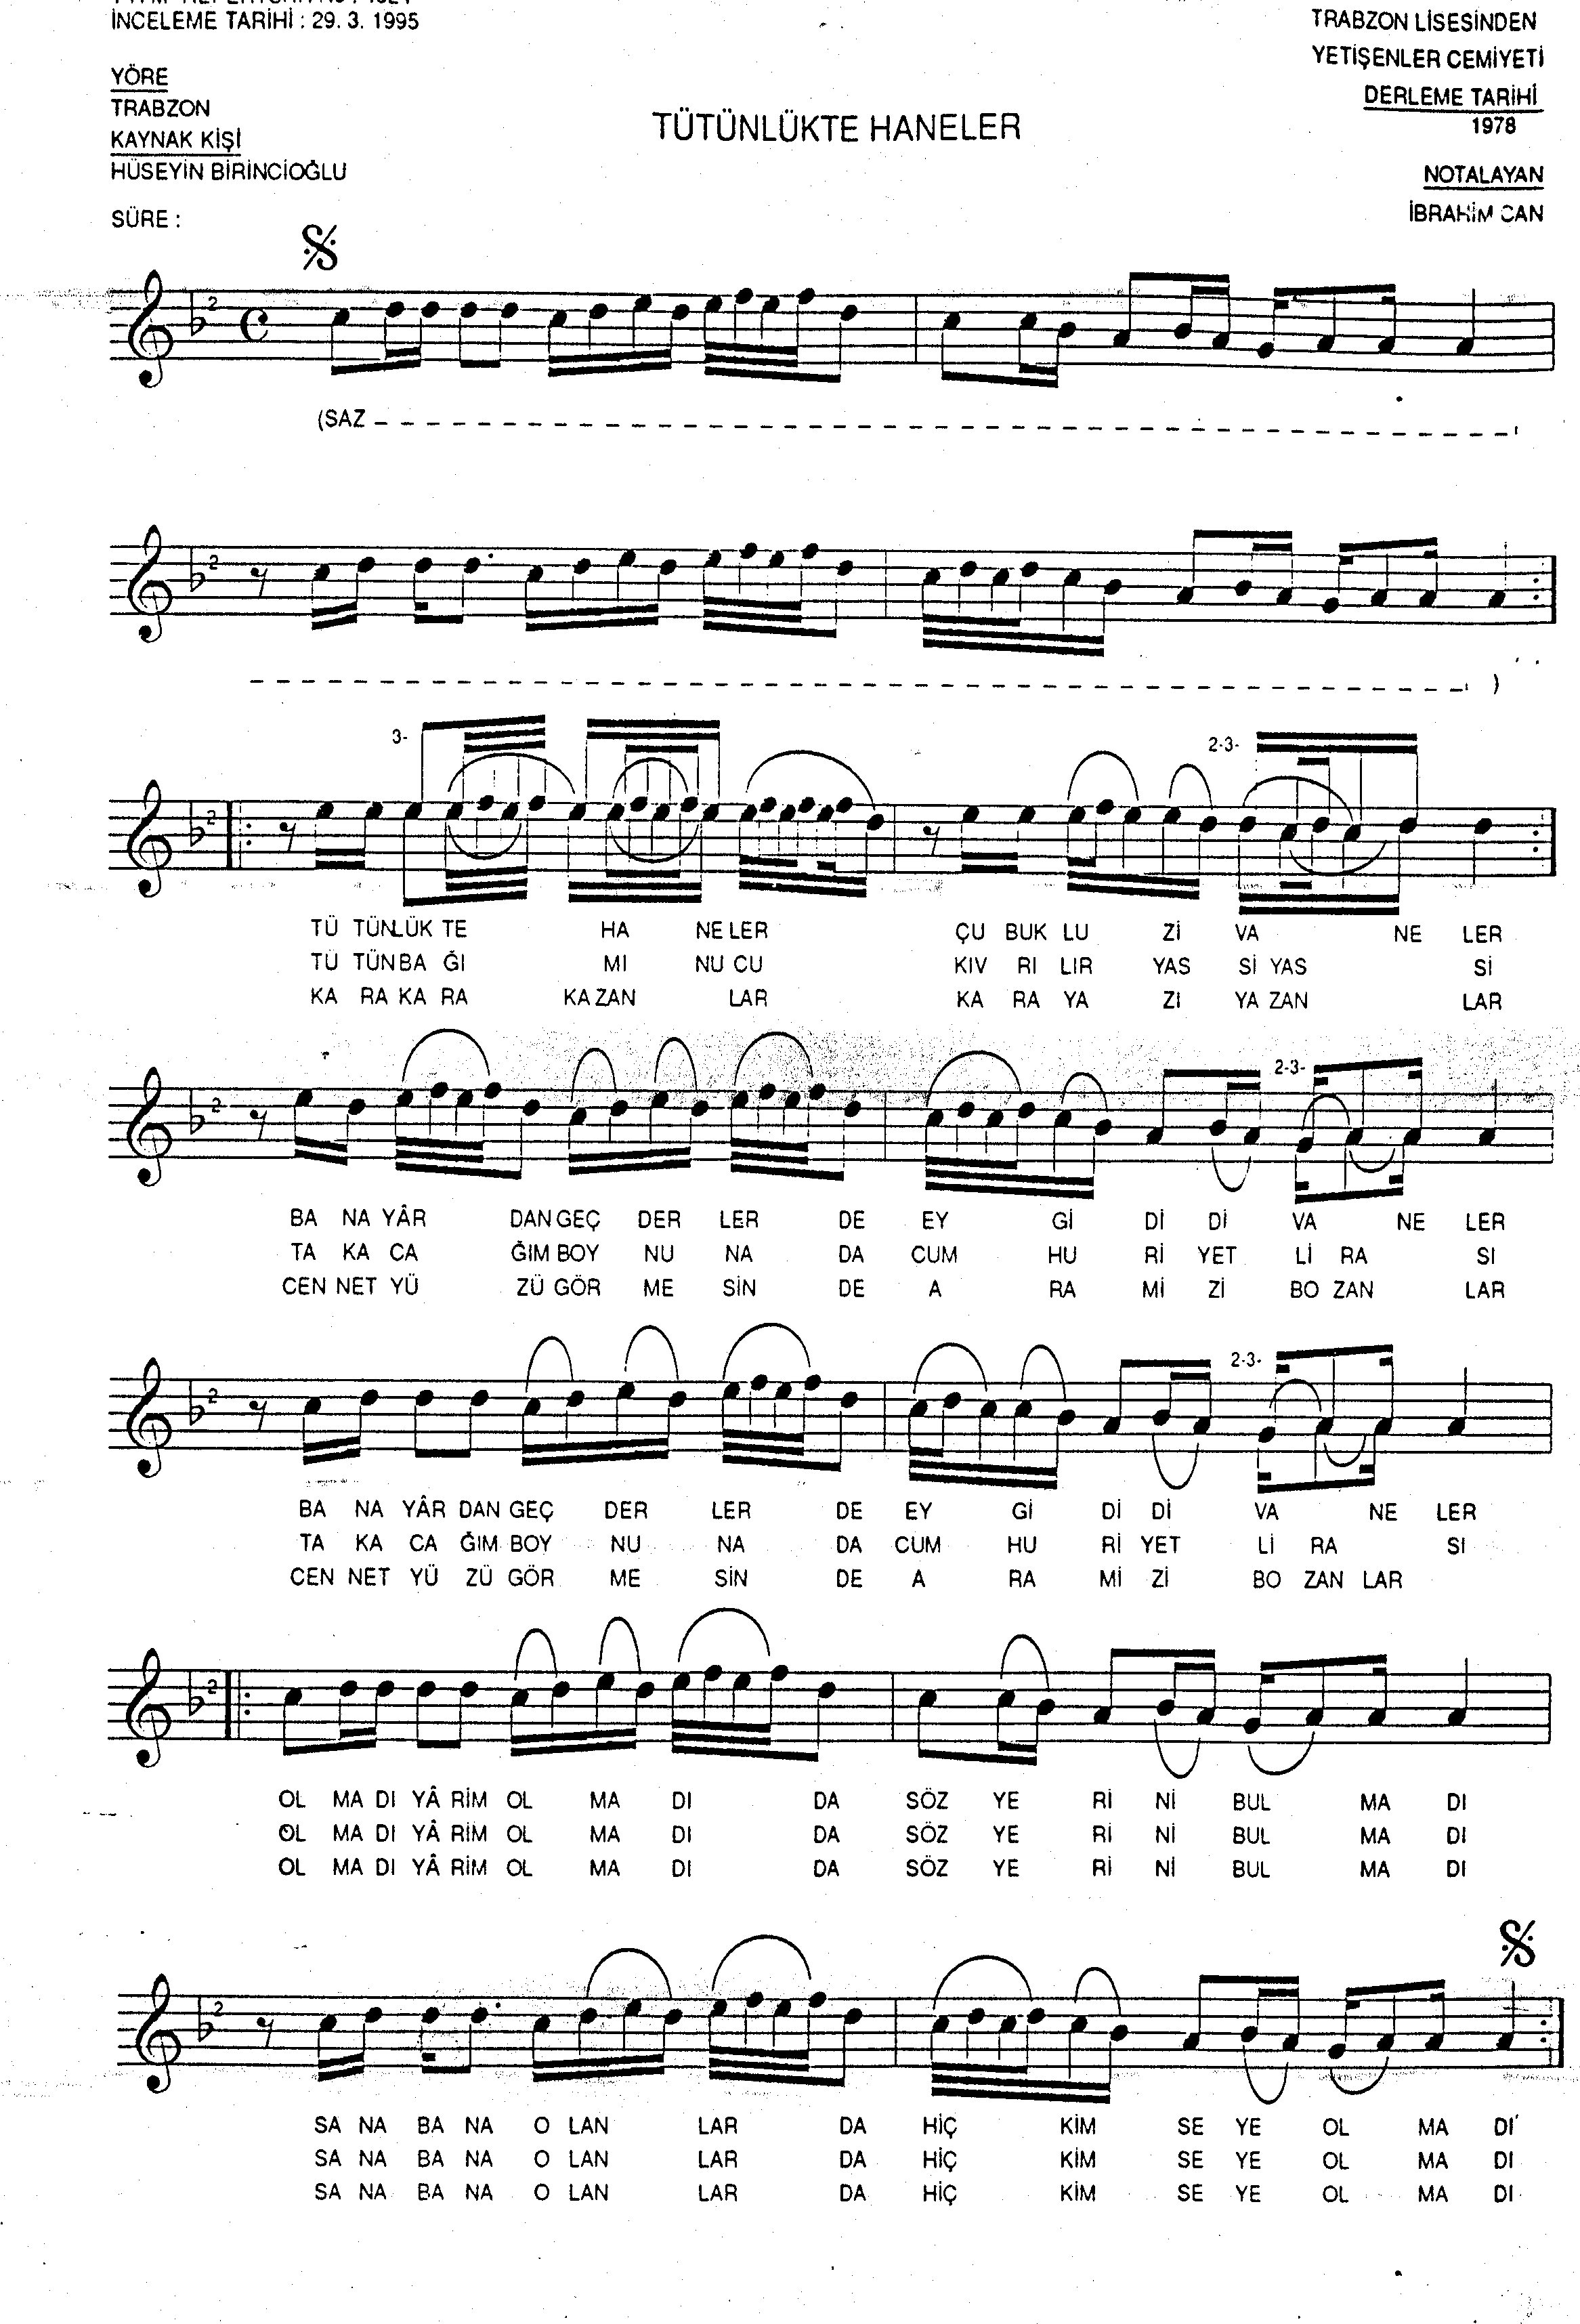 İNCELEME TARİHİ : 29. 3. 1995
YÖRE
TRABZON
KAYNAK KİŞİ
HÜSEYİN BİRİNCİOĞLU
SÜRE :
TÜTÜNLÜKTE HANELER
TRABZON LİSESİNDEN
YETİŞENLER CEMİYETİ
DERLEME TARİHİ
1978
NOTALAYAN
İBRAHİM CAN
(SAZ
)
3-
2-3-
TÜ TÜNLÜK TE HA NE LER ÇU BUK LU Zİ VA NE LER
TÜ TÜN BA ĞI MI NU CU KIV RI LIR YAS Sİ YAS Sİ
KA RA KA RA KA ZAN LAR KA RA YA ZI YA ZAN LAR
2-3-
BA NA YÂR DAN GEÇ DER LER DE EY Gİ Dİ Dİ VA NE LER
TA KA CA ĞIM BOY NU NA DA CUM HU Rİ YET Lİ RA SI
CEN NET YÜ ZÜ GÖR ME SİN DE A RA Mİ Zİ BO ZAN LAR
2-3-
BA NA YÂR DAN GEÇ DER LER DE EY Gİ Dİ Dİ VA NE LER
TA KA CA ĞIM BOY NU NA DA CUM HU Rİ YET Lİ RA SI
CEN NET YÜ ZÜ GÖR ME SİN DE A RA Mİ Zİ BO ZAN LAR
OL MA DI YÂ RİM OL MA DI DA SÖZ YE Rİ Nİ BUL MA DI
OL MA DI YÂ RİM OL MA DI DA SÖZ YE Rİ Nİ BUL MA DI
OL MA DI YÂ RİM OL MA DI DA SÖZ YE Rİ Nİ BUL MA DI
SA NA BA NA O LAN LAR DA HİÇ KİM SE YE OL MA DI
SA NA BA NA O LAN LAR DA HİÇ KİM SE YE OL MA DI
SA NA BA NA O LAN LAR DA HİÇ KİM SE YE OL MA DI